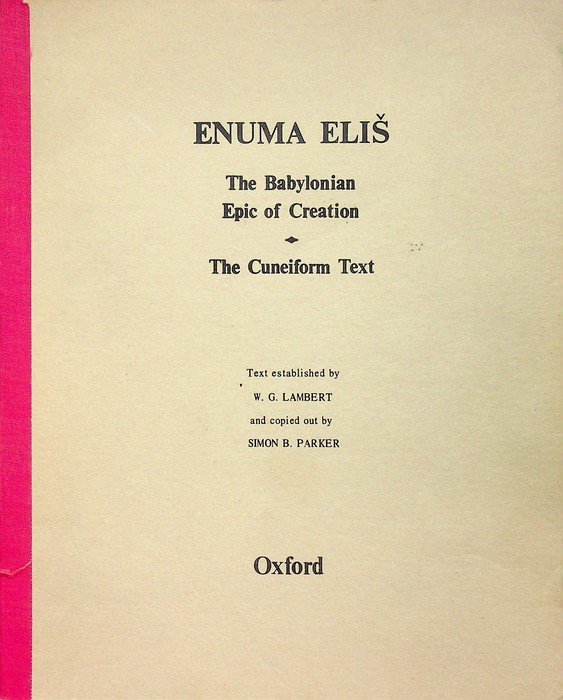 ENUMA ELIŠ
The Babylonian
Epic of Creation
The Cuneiform Text
Text established by
W. G. LAMBERT
and copied out by
SIMON B. PARKER
Oxford